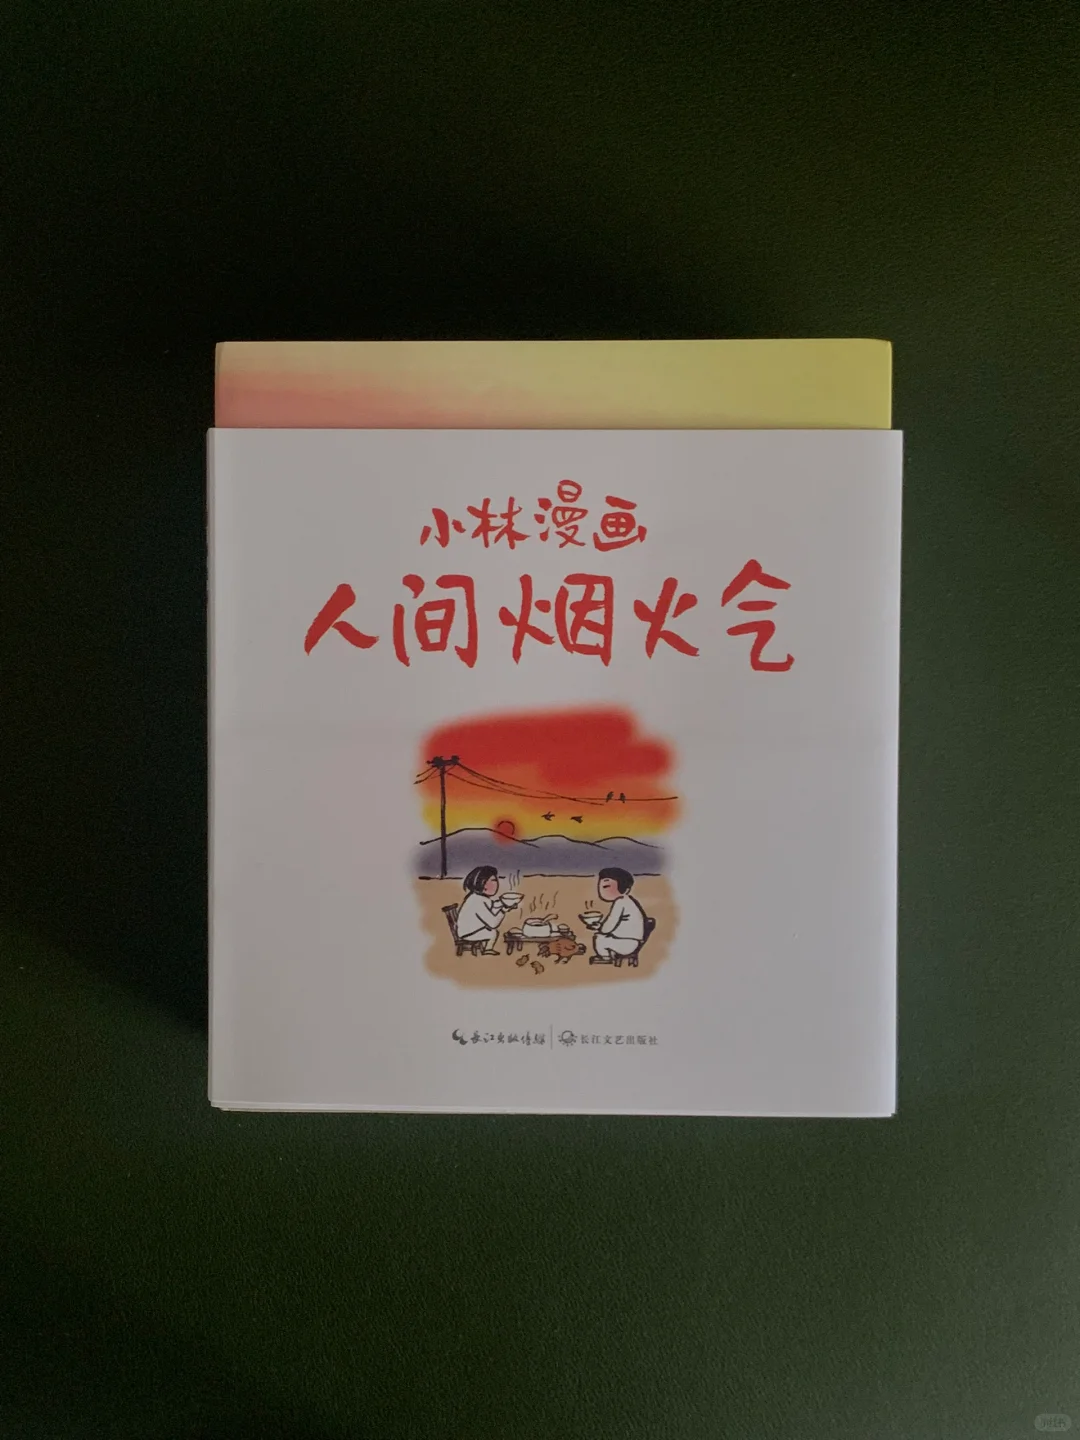 小林漫画
人间烟火气
长江出版传媒 长江文艺出版社